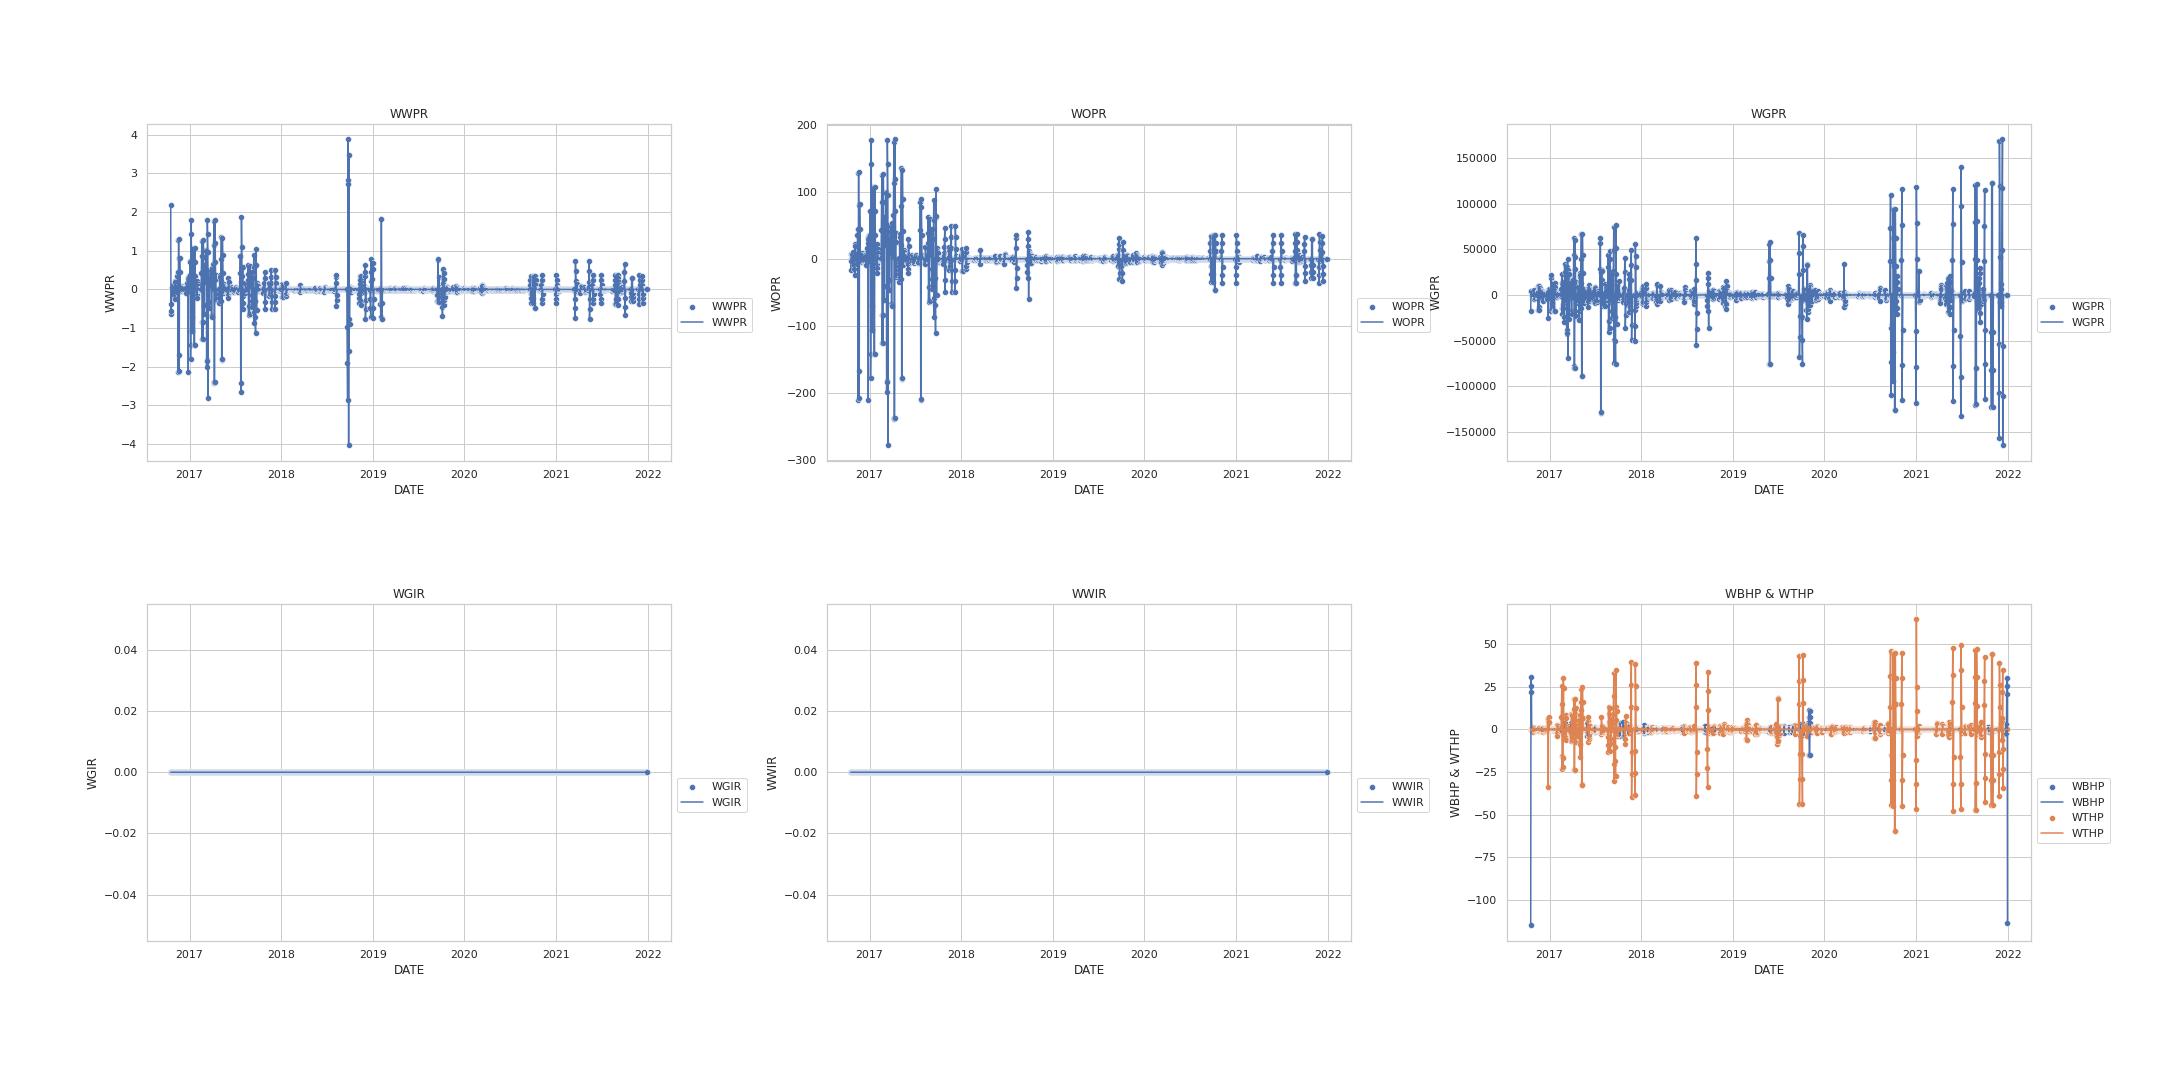 WWPR
WWPR
4
3
2
1
0
−1
−2
−3
−4
2017 2018 2019 2020 2021 2022
DATE
WWPR
WWPR
WOPR
WOPR
200
100
0
−100
−200
−300
2017 2018 2019 2020 2021 2022
DATE
WOPR
WOPR
WGPR
WGPR
150000
100000
50000
0
−50000
−100000
−150000
2017 2018 2019 2020 2021 2022
DATE
WGPR
WGPR
WGIR
WGIR
0.04
0.02
0.00
−0.02
−0.04
2017 2018 2019 2020 2021 2022
DATE
WGIR
WGIR
WWIR
WWIR
0.04
0.02
0.00
−0.02
−0.04
2017 2018 2019 2020 2021 2022
DATE
WWIR
WWIR
WBHP & WTHP
WBHP & WTHP
50
25
0
−25
−50
−75
−100
2017 2018 2019 2020 2021 2022
DATE
WBHP
WBHP
WTHP
WTHP